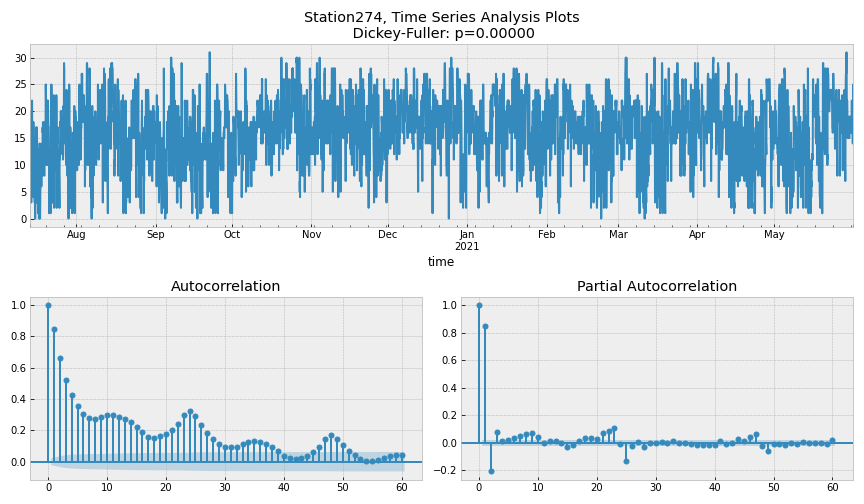 Station274, Time Series Analysis Plots
Dickey-Fuller: p=0.00000
30
25
20
15
10
5
0
Aug Sep Oct Nov Dec Jan Feb Mar Apr May
2021
time
Autocorrelation
1.0
0.8
0.6
0.4
0.2
0.0
0 10 20 30 40 50 60
Partial Autocorrelation
1.0
0.8
0.6
0.4
0.2
0.0
−0.2
0 10 20 30 40 50 60